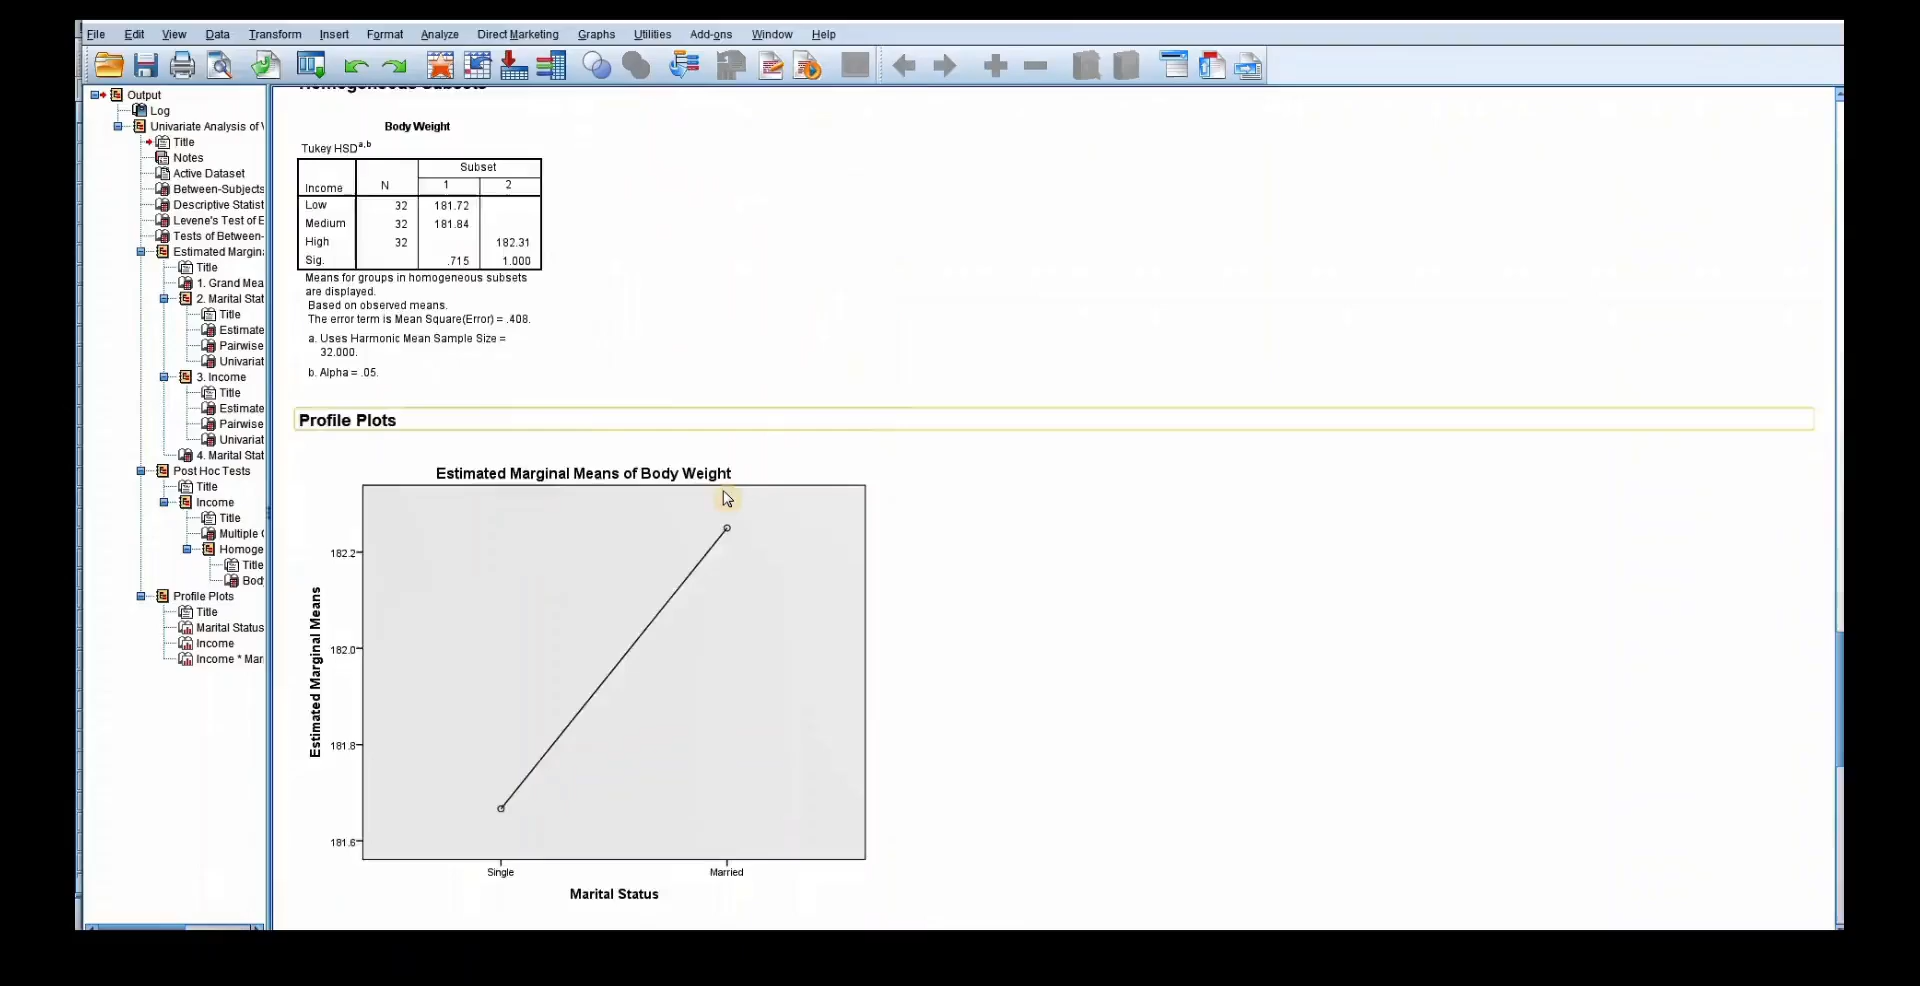 File Edit View Data Transform Insert Format Analyze Direct Marketing Graphs Utilities Add-ons Window Help
Output
Log
Univariate Analysis of
Title
Notes
Active Dataset
Between-Subjects
Descriptive Statist
Levene's Test of E
Tests of Between-
Estimated Margin
Title
1. Grand Mea
2. Marital Stat
Title
Estimate
Pairwise
Univariat
3. Income
Title
Estimate
Pairwise
Univariat
4. Marital Stat
Post Hoc Tests
Title
Income
Title
Multiple
Homoge
Title
Bod
Profile Plots
Title
Marital Status
Income
Income * Mar
Homogeneous Subsets
Body Weight
Tukey HSDa,b
Subset
Income N 1 2
Low 32 181.72
Medium 32 181.84
High 32 182.31
Sig. .715 1.000
Means for groups in homogeneous subsets
are displayed.
Based on observed means.
The error term is Mean Square(Error) = .408.
a. Uses Harmonic Mean Sample Size =
32.000.
b. Alpha = .05.
Profile Plots
Estimated Marginal Means of Body Weight
Estimated Marginal Means
182.2
182.0
181.8
181.6
Single Married
Marital Status